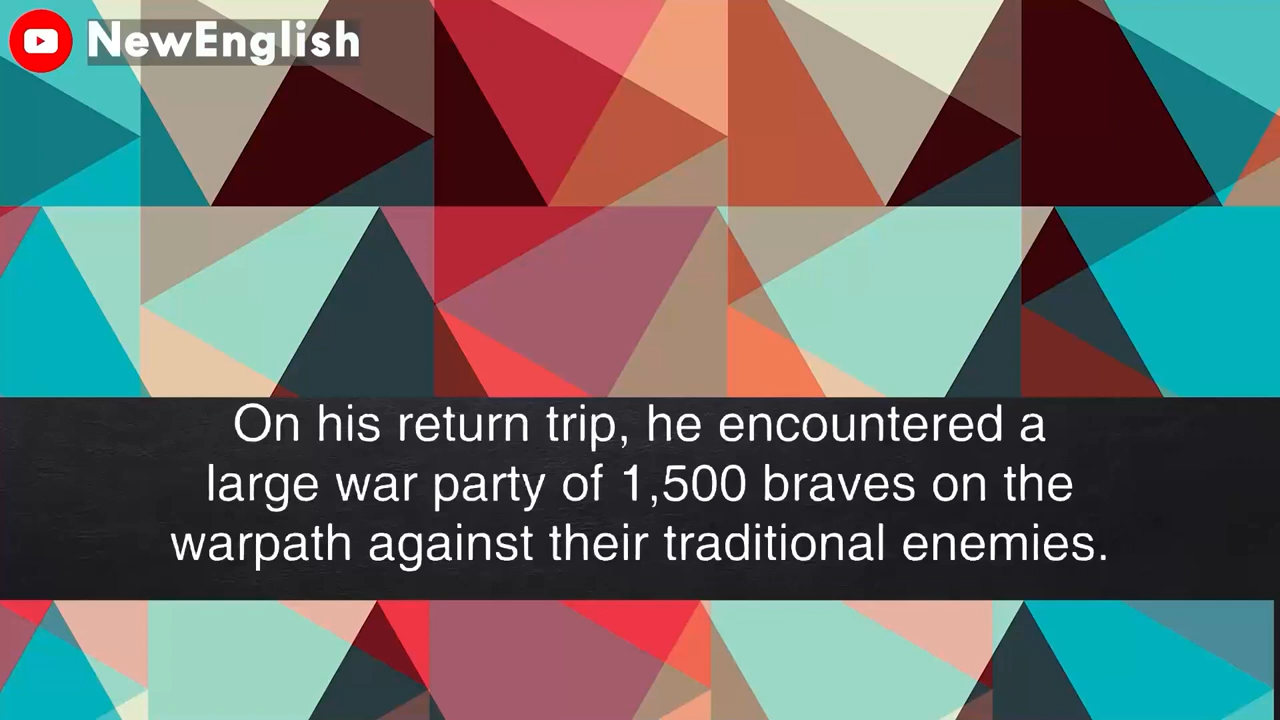 NewEnglish
On his return trip, he encountered a
large war party of 1,500 braves on the
warpath against their traditional enemies.